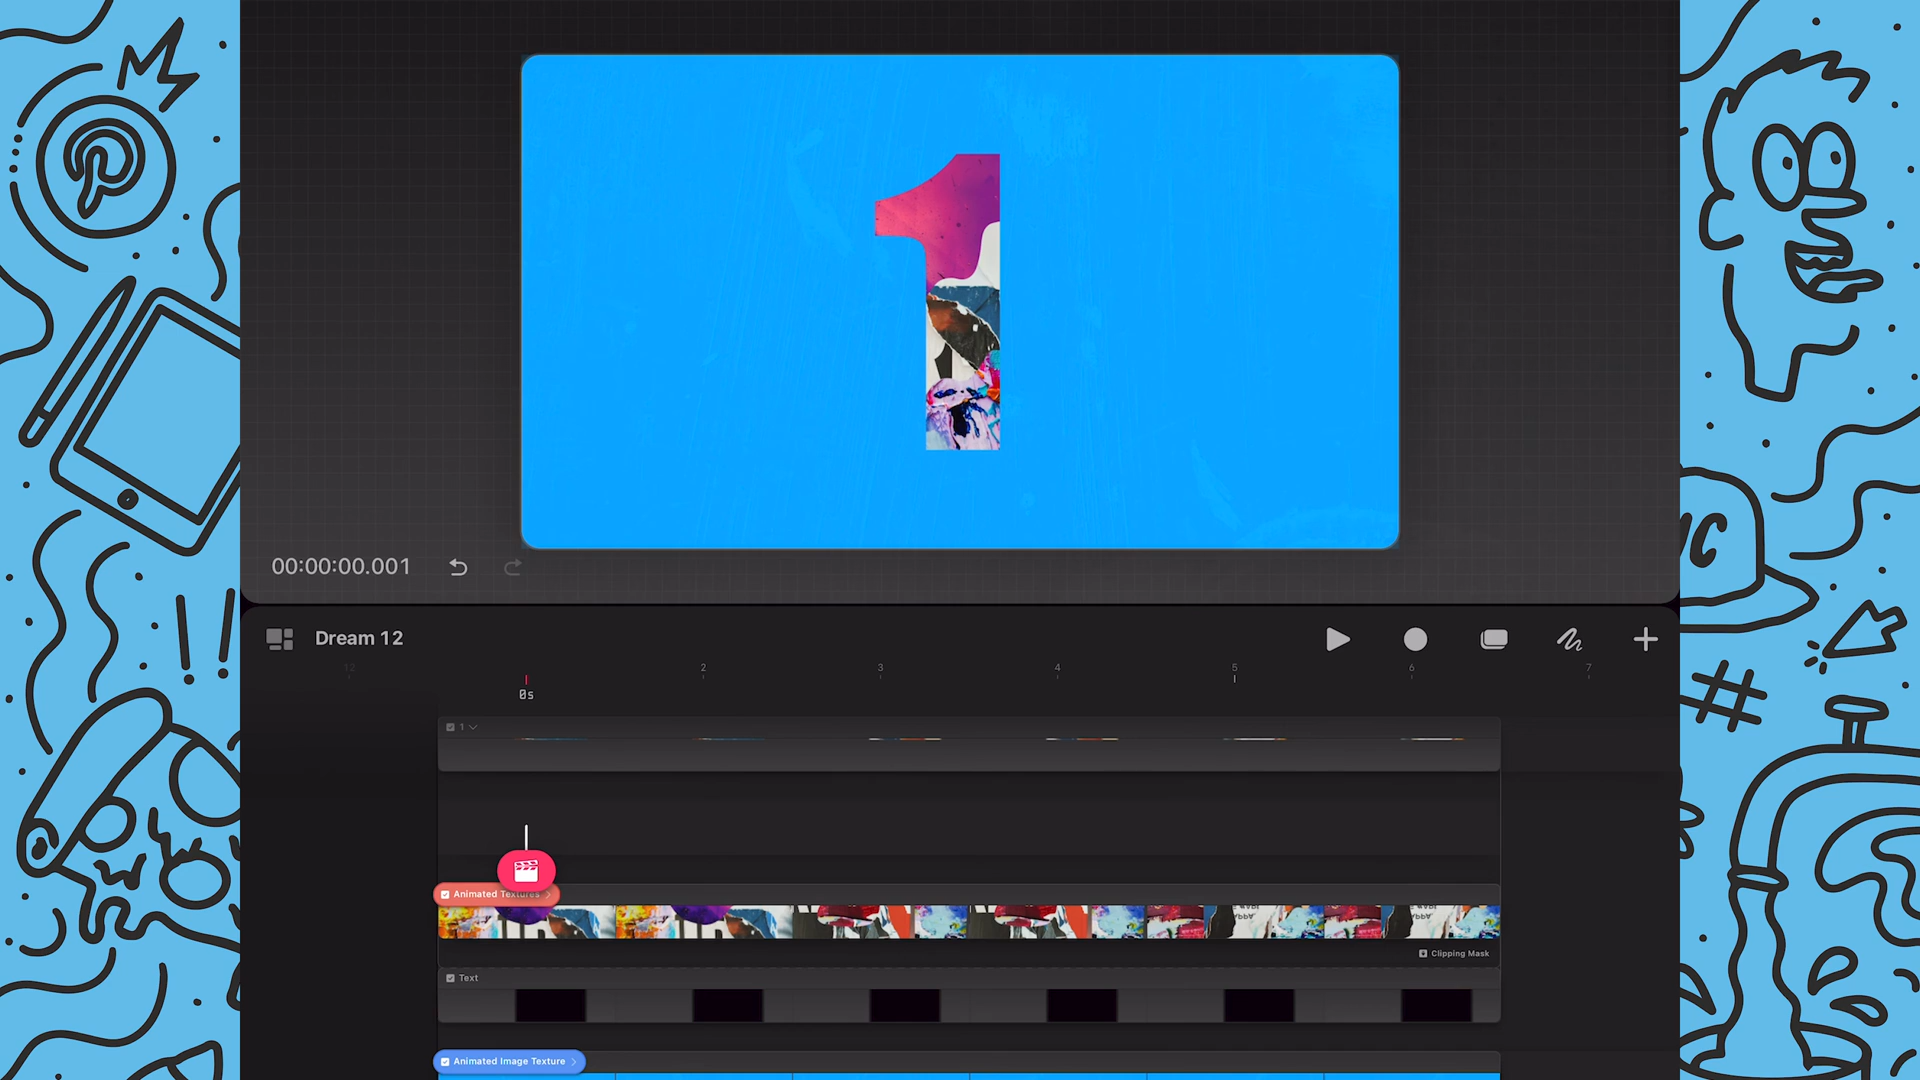 1
00:00:00.001
Dream 12
12 2 3 4 5 6 7
0s
1
Animated Textures
Clipping Mask
Text
Animated Image Texture
!!
#